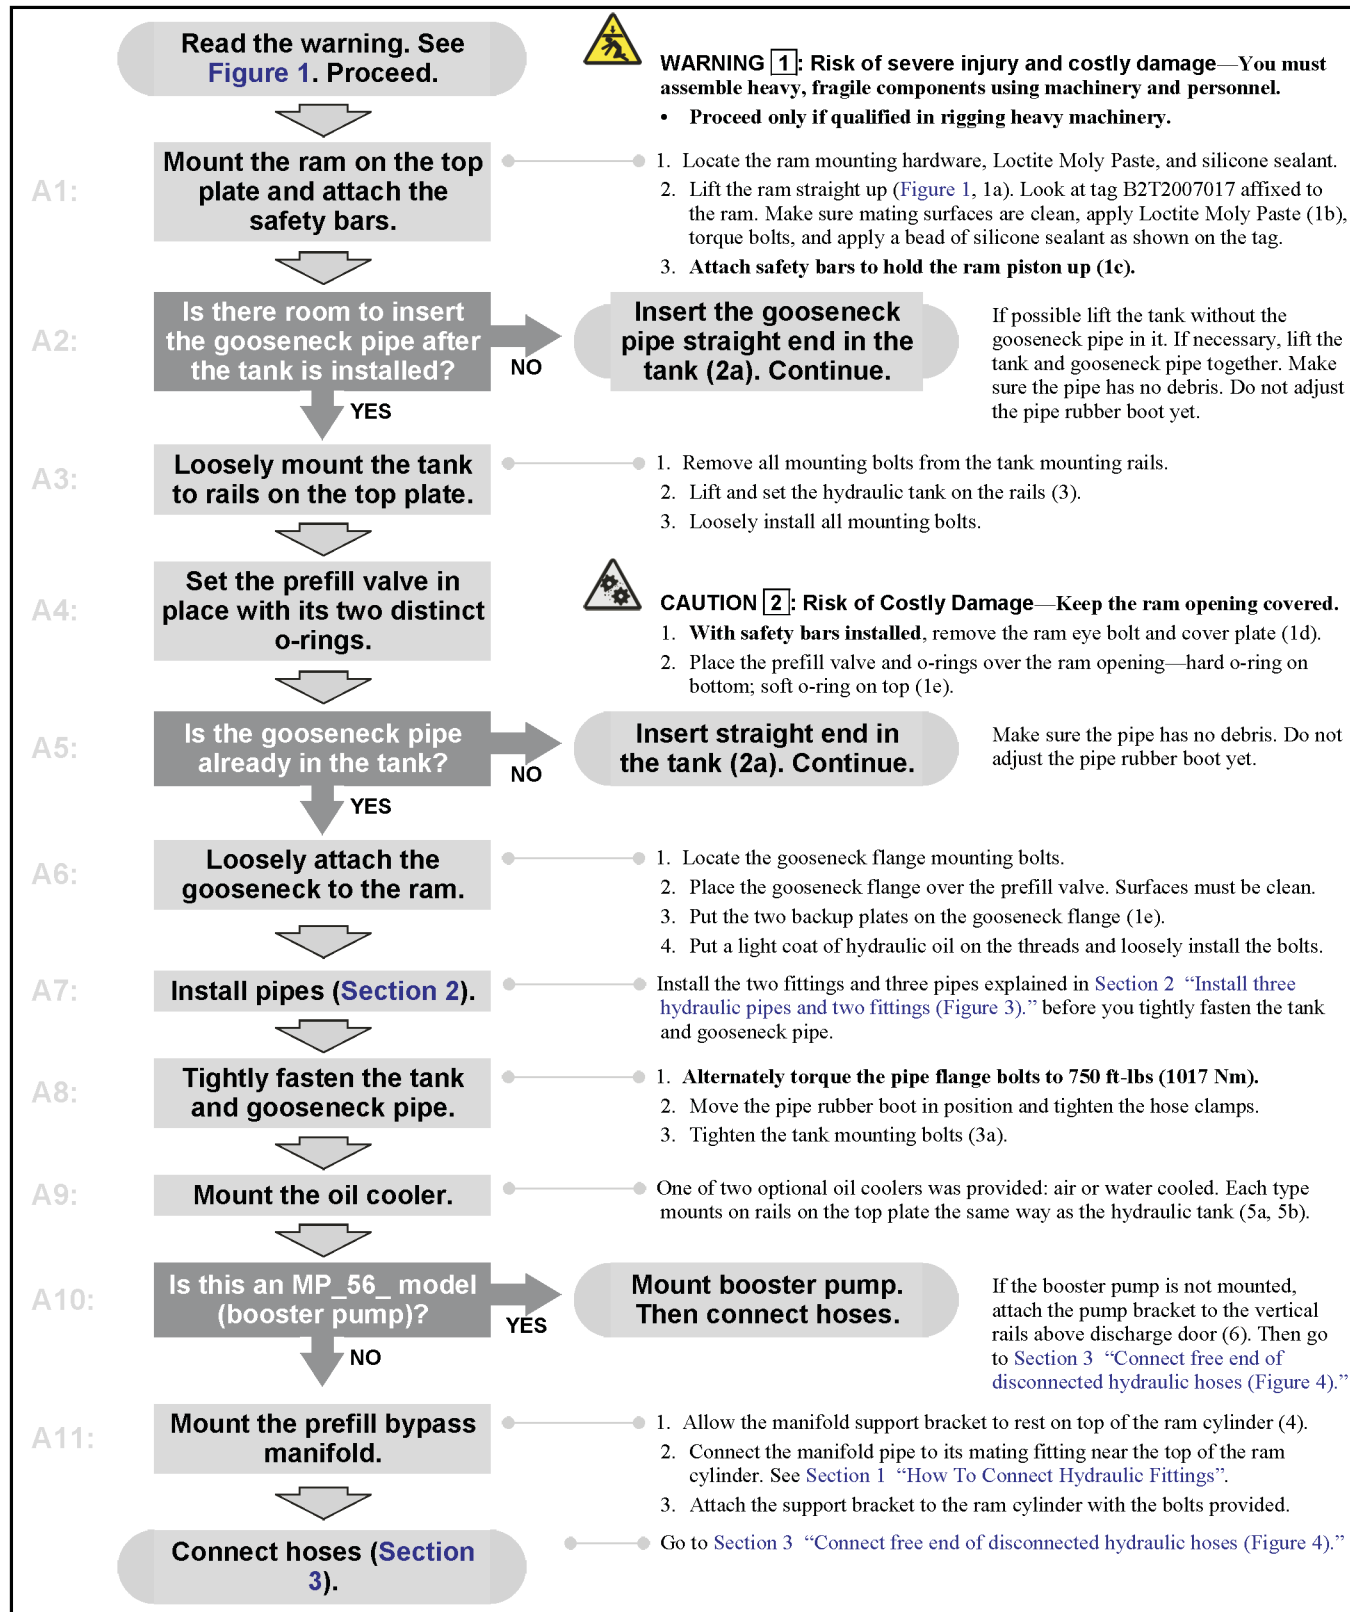 Read the warning. See
Figure 1. Proceed.
WARNING 1: Risk of severe injury and costly damage—You must
assemble heavy, fragile components using machinery and personnel.
• Proceed only if qualified in rigging heavy machinery.
A1:
Mount the ram on the top
plate and attach the
safety bars.
1. Locate the ram mounting hardware, Loctite Moly Paste, and silicone sealant.
2. Lift the ram straight up (Figure 1, 1a). Look at tag B2T2007017 affixed to
the ram. Make sure mating surfaces are clean, apply Loctite Moly Paste (1b),
torque bolts, and apply a bead of silicone sealant as shown on the tag.
3. Attach safety bars to hold the ram piston up (1c).
A2:
Is there room to insert
the gooseneck pipe after
the tank is installed?
NO
YES
Insert the gooseneck
pipe straight end in the
tank (2a). Continue.
If possible lift the tank without the
gooseneck pipe in it. If necessary, lift the
tank and gooseneck pipe together. Make
sure the pipe has no debris. Do not adjust
the pipe rubber boot yet.
A3:
Loosely mount the tank
to rails on the top plate.
1. Remove all mounting bolts from the tank mounting rails.
2. Lift and set the hydraulic tank on the rails (3).
3. Loosely install all mounting bolts.
A4:
Set the prefill valve in
place with its two distinct
o-rings.
CAUTION 2: Risk of Costly Damage—Keep the ram opening covered.
1. With safety bars installed, remove the ram eye bolt and cover plate (1d).
2. Place the prefill valve and o-rings over the ram opening—hard o-ring on
bottom; soft o-ring on top (1e).
A5:
Is the gooseneck pipe
already in the tank?
NO
YES
Insert straight end in
the tank (2a). Continue.
Make sure the pipe has no debris. Do not
adjust the pipe rubber boot yet.
A6:
Loosely attach the
gooseneck to the ram.
1. Locate the gooseneck flange mounting bolts.
2. Place the gooseneck flange over the prefill valve. Surfaces must be clean.
3. Put the two backup plates on the gooseneck flange (1e).
4. Put a light coat of hydraulic oil on the threads and loosely install the bolts.
A7:
Install pipes (Section 2).
Install the two fittings and three pipes explained in Section 2 “Install three
hydraulic pipes and two fittings (Figure 3).” before you tightly fasten the tank
and gooseneck pipe.
A8:
Tightly fasten the tank
and gooseneck pipe.
1. Alternately torque the pipe flange bolts to 750 ft-lbs (1017 Nm).
2. Move the pipe rubber boot in position and tighten the hose clamps.
3. Tighten the tank mounting bolts (3a).
A9:
Mount the oil cooler.
One of two optional oil coolers was provided: air or water cooled. Each type
mounts on rails on the top plate the same way as the hydraulic tank (5a, 5b).
A10:
Is this an MP_56_ model
(booster pump)?
YES
NO
Mount booster pump.
Then connect hoses.
If the booster pump is not mounted,
attach the pump bracket to the vertical
rails above discharge door (6). Then go
to Section 3 “Connect free end of
disconnected hydraulic hoses (Figure 4).”
A11:
Mount the prefill bypass
manifold.
1. Allow the manifold support bracket to rest on top of the ram cylinder (4).
2. Connect the manifold pipe to its mating fitting near the top of the ram
cylinder. See Section 1 “How To Connect Hydraulic Fittings”.
3. Attach the support bracket to the ram cylinder with the bolts provided.
Connect hoses (Section
3).
Go to Section 3 “Connect free end of disconnected hydraulic hoses (Figure 4).”